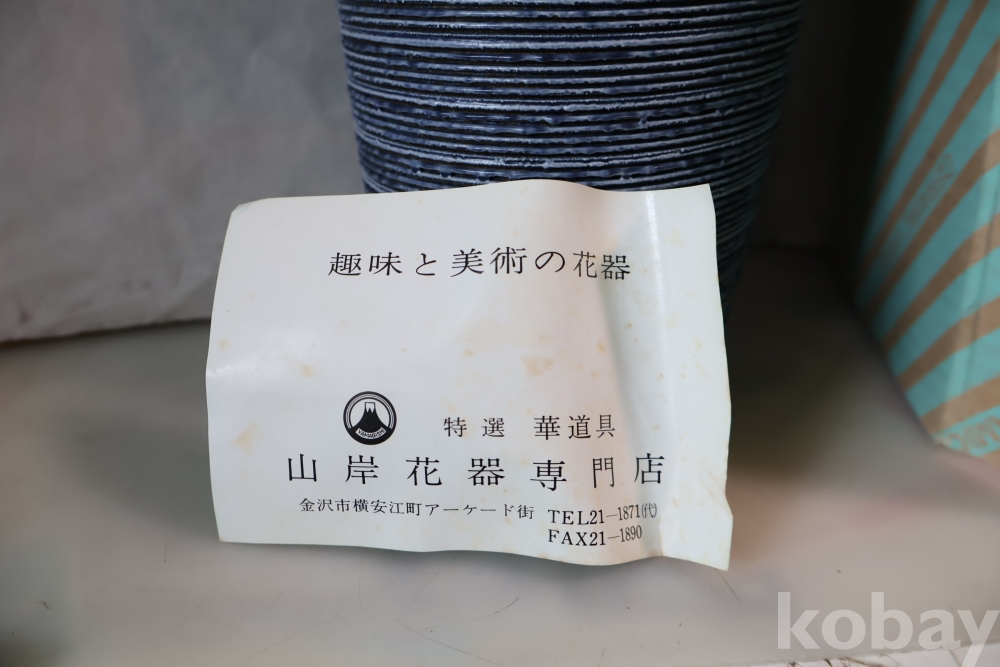 趣味と美術の花器
YAMAGISHI
特選 華道具
山岸花器専門店
金沢市横安江町アーケード街 TEL21-1871(代)
FAX21-1890
kobay